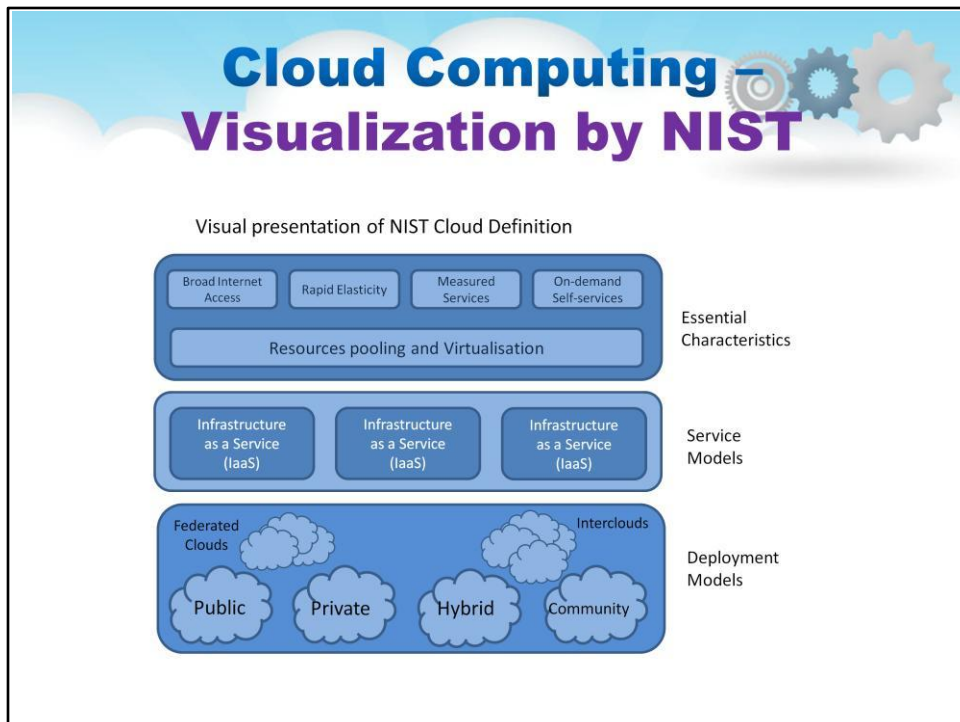 Cloud Computing –
Visualization by NIST
Visual presentation of NIST Cloud Definition
Broad Internet
Access
Rapid Elasticity
Measured
Services
On-demand
Self-services
Resources pooling and Virtualisation
Essential
Characteristics
Infrastructure
as a Service
(IaaS)
Infrastructure
as a Service
(IaaS)
Infrastructure
as a Service
(IaaS)
Service
Models
Federated
Clouds
Interclouds
Public
Private
Hybrid
Community
Deployment
Models